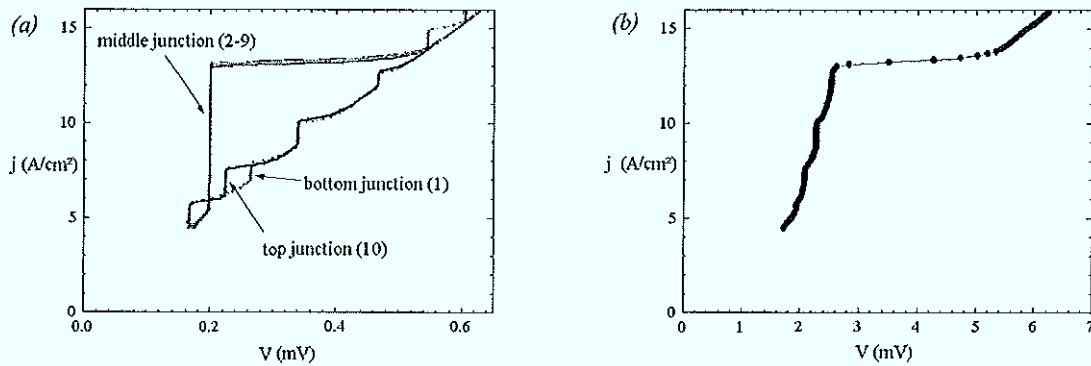 (a)
15
middle junction (2-9)
10
j (A/cm²)
bottom junction (1)
5
top junction (10)
0
0.0 0.2 0.4 0.6
V (mV)
(b)
15
10
j (A/cm²)
5
0
0 1 2 3 4 5 6 7
V (mV)